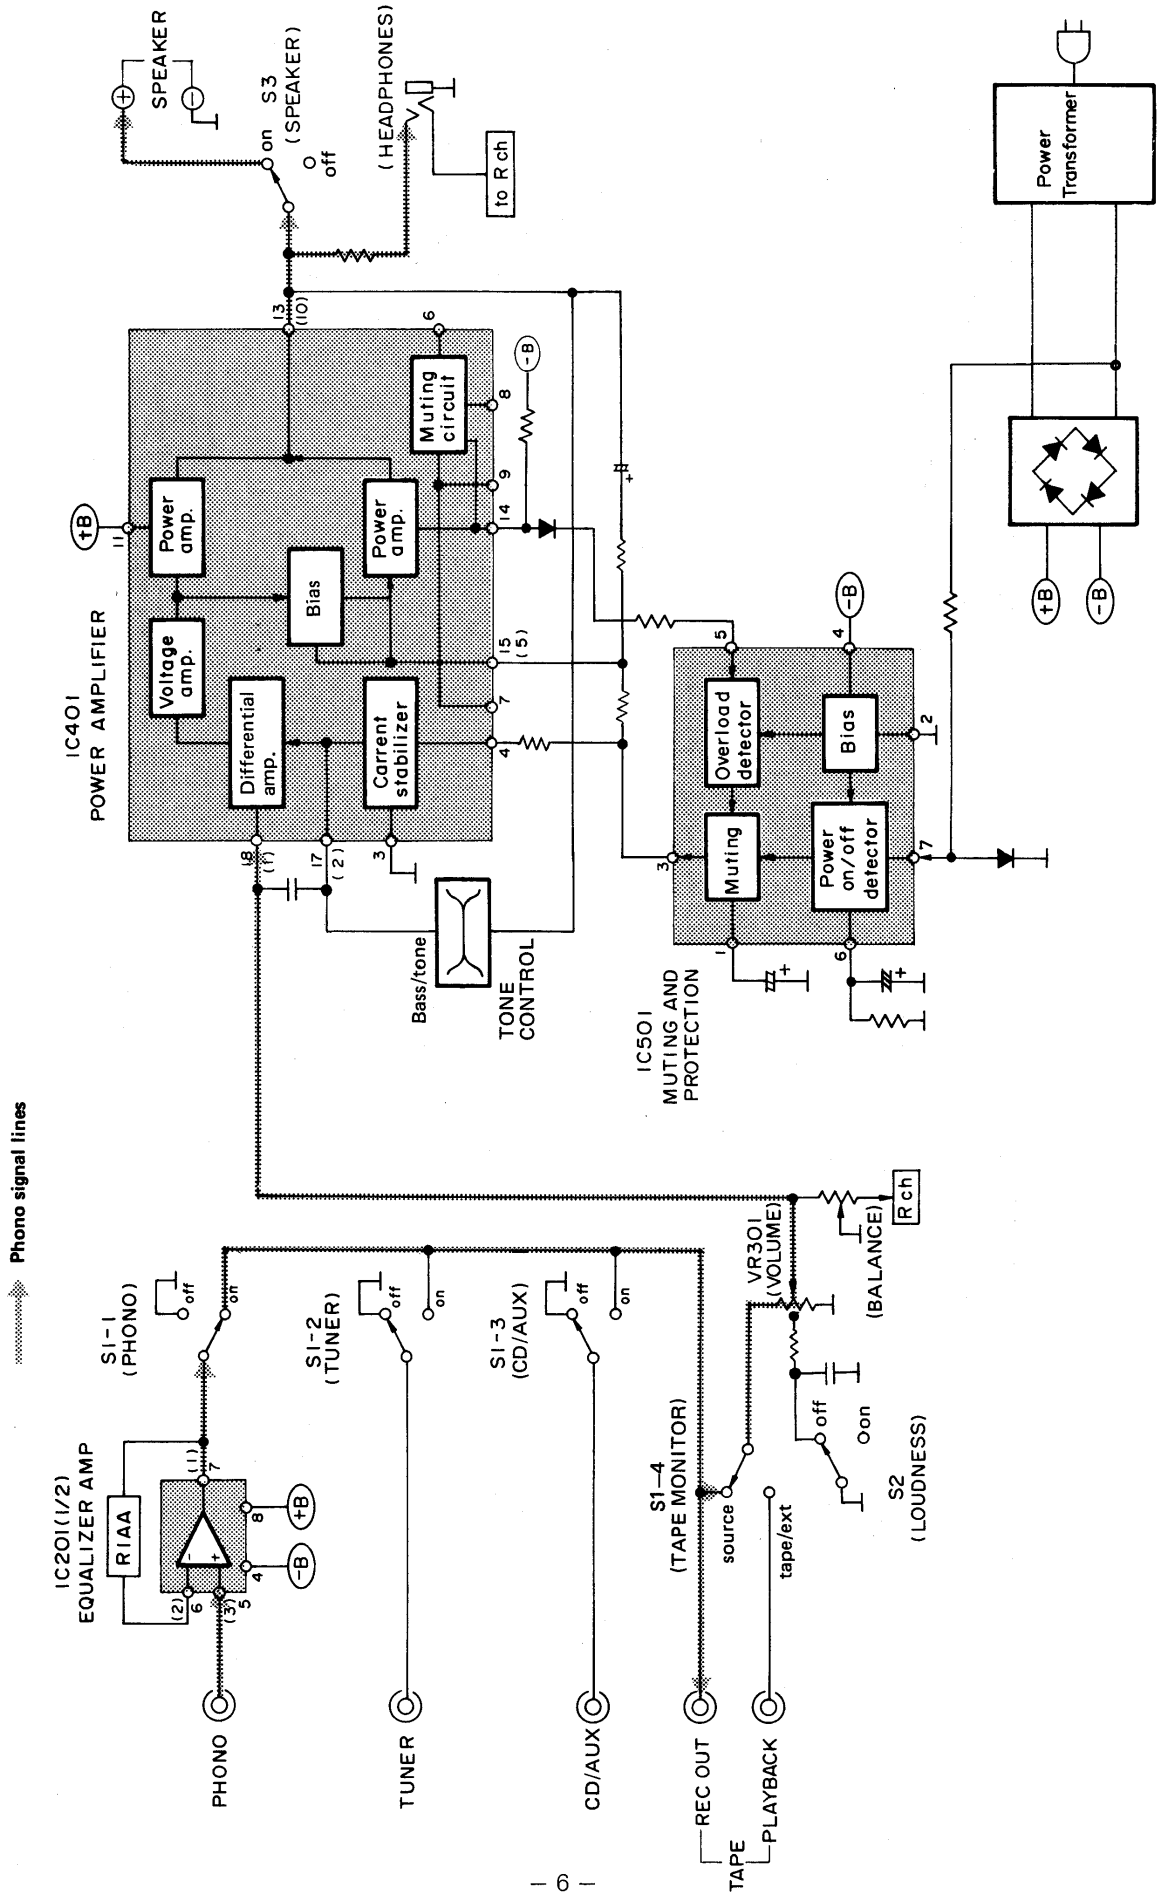 Phono signal lines
IC201(1/2)
EQUALIZER AMP
RIAA
(2)
6
(3)
5
(1)
7
4
-B
8
+B
-
+
PHONO
S1-1
(PHONO)
off
on
TUNER
S1-2
(TUNER)
off
on
CD/AUX
S1-3
(CD/AUX)
off
on
TAPE
REC OUT
PLAYBACK
S1-4
(TAPE MONITOR)
source
tape/ext
S2
(LOUDNESS)
off
on
VR301
(VOLUME)
(BALANCE)
R ch
IC401
POWER AMPLIFIER
18
(1)
17
(2)
3
4
7
15
(5)
14
9
8
6
13
(10)
11
+B
Differential
amp.
Voltage
amp.
Power
amp.
Bias
Power
amp.
Carrent
stabilizer
Muting
circuit
-B
Bass/tone
TONE
CONTROL
+
S3
(SPEAKER)
on
off
SPEAKER
+
-
(HEADPHONES)
to R ch
IC501
MUTING AND
PROTECTION
1
6
3
7
2
5
4
-B
Muting
Overload
detector
Power
on/off
detector
Bias
+
+
+B
-B
Power
Transformer
- 6 -